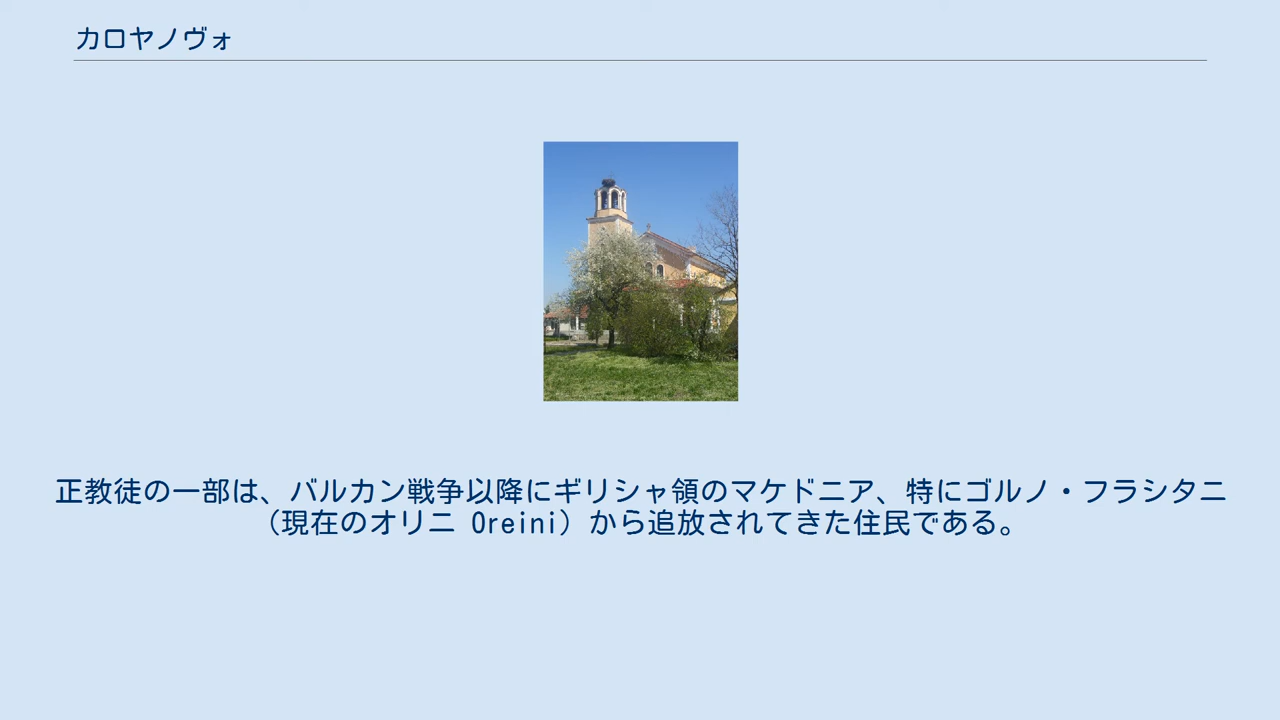 カロヤノヴォ
正教徒の一部は、バルカン戦争以降にギリシャ領のマケドニア、特にゴルノ・フラシタニ
（現在のオリニ Oreini）から追放されてきた住民である。